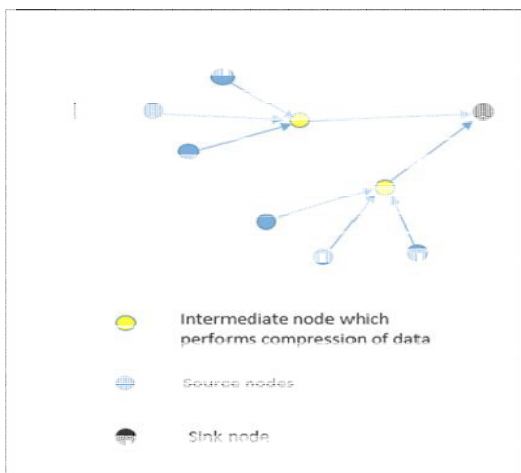 Intermediate node which
performs compression of data
Source nodes
Sink node